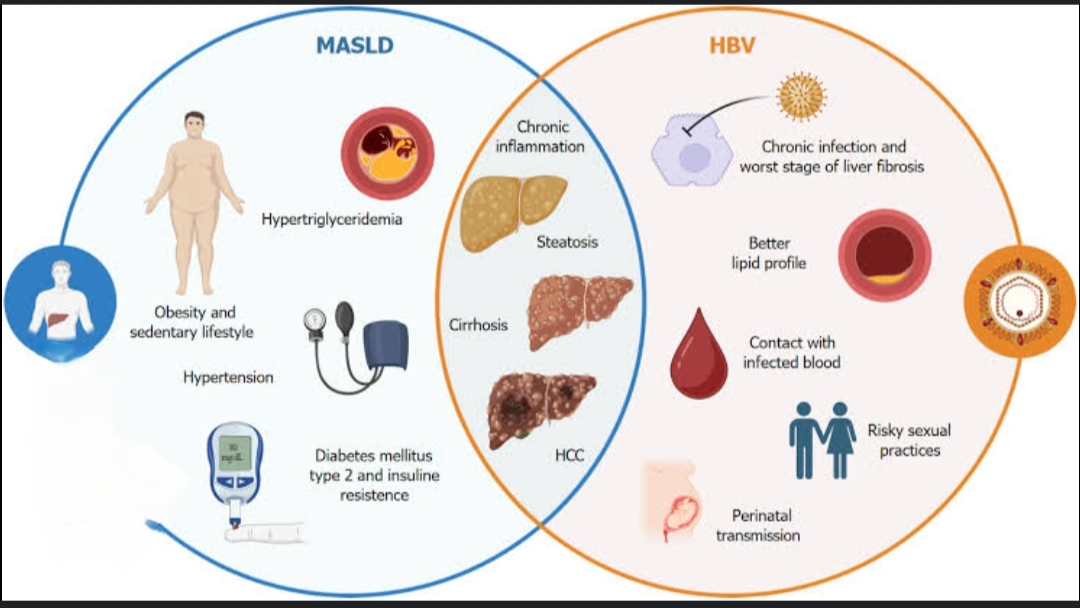 MASLD
HBV
Chronic
inflammation
Steatosis
Cirrhosis
HCC
Hypertriglyceridemia
Obesity and
sedentary lifestyle
Hypertension
Diabetes mellitus
type 2 and insuline
resistence
Chronic infection and
worst stage of liver fibrosis
Better
lipid profile
Contact with
infected blood
Risky sexual
practices
Perinatal
transmission